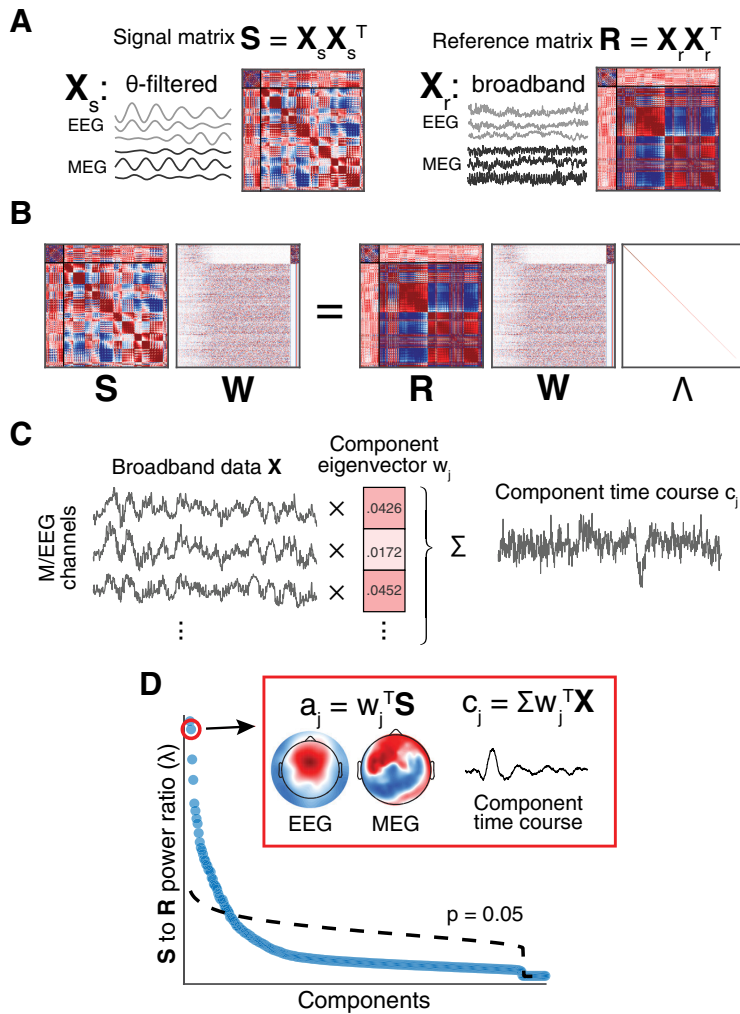 A
Signal matrix S = XₛXₛᵀ
Reference matrix R = XᵣXᵣᵀ
Xₛ: θ-filtered
EEG
MEG
Xᵣ: broadband
EEG
MEG
B
S W = R W Λ
C
Broadband data X
Component
eigenvector wⱼ
Component time course cⱼ
M/EEG
channels
× .0426
× .0172
× .0452
Σ
⋮ ⋮
D
aⱼ = wⱼᵀS
cⱼ = ΣwⱼᵀX
EEG MEG
Component
time course
S to R power ratio (λ)
p = 0.05
Components